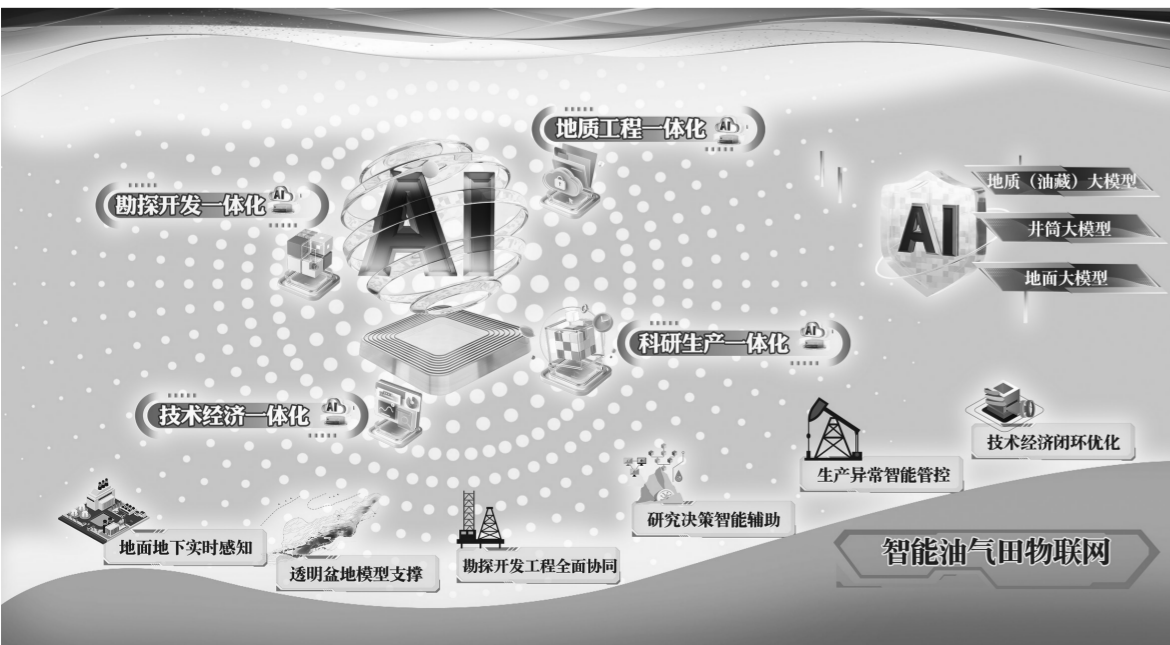 地质工程一体化
AI
勘探开发一体化
AI
AI
AI
地质（油藏）大模型
井筒大模型
地面大模型
科研生产一体化
AI
技术经济一体化
AI
技术经济闭环优化
生产异常智能管控
研究决策智能辅助
地面地下实时感知
透明盆地模型支撑
勘探开发工程全面协同
智能油气田物联网